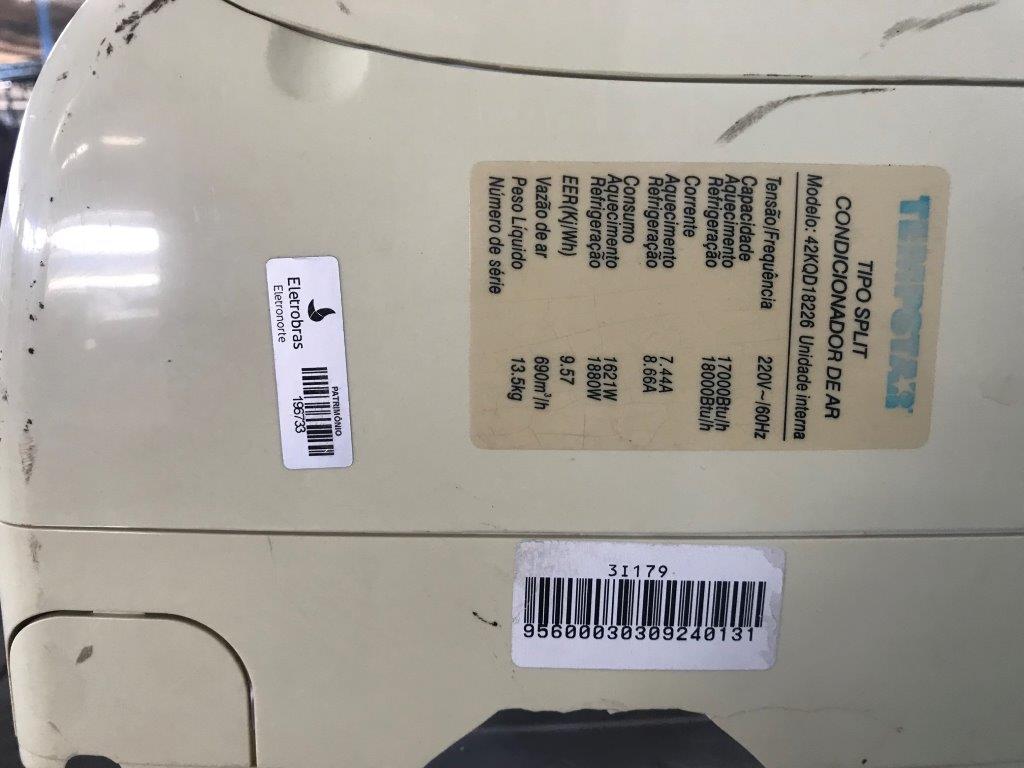 TEMPSTAR
TIPO SPLIT
CONDICIONADOR DE AR
Modelo: 42KQD18226 Unidade interna
Tensão/Frequência 220V~/60Hz
Capacidade
Aquecimento 17000Btu/h
Refrigeração 18000Btu/h
Corrente
Aquecimento 7.44A
Refrigeração 8.66A
Consumo
Aquecimento 1621W
Refrigeração 1880W
EER(Kj/Wh) 9.57
Vazão de ar 690m³/h
Peso Líquido 13.5kg
Número de série
Eletrobras
Eletronorte
PATRIMÔNIO
196733
3I179
95600030309240131